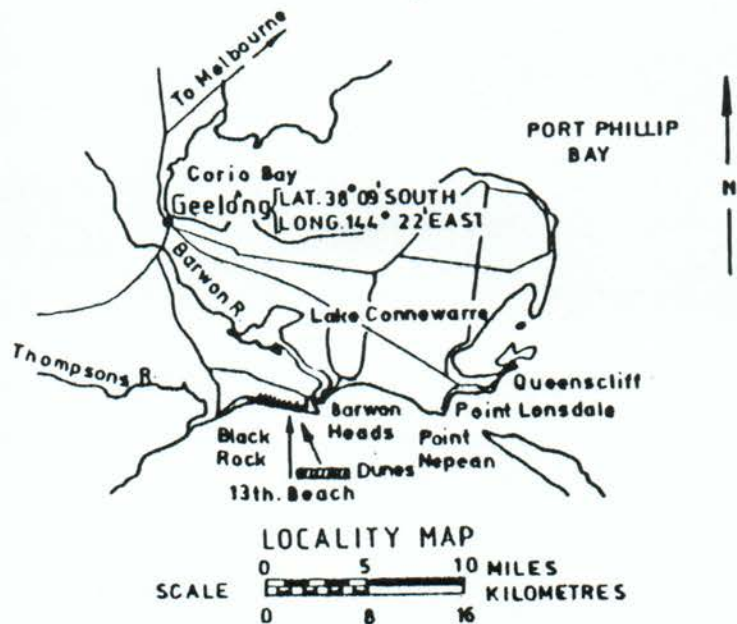 To Melbourne
PORT PHILLIP
BAY
N
Corio Bay
Geelong
LAT. 38° 09' SOUTH
LONG. 144° 22' EAST
Barwon R.
Lake Connewarre
Thompsons R.
Queenscliff
Point Lonsdale
Barwon
Heads
Black
Rock
Point
Nepean
Dunes
13th. Beach
LOCALITY MAP
0 5 10 MILES
SCALE
KILOMETRES
0 8 16